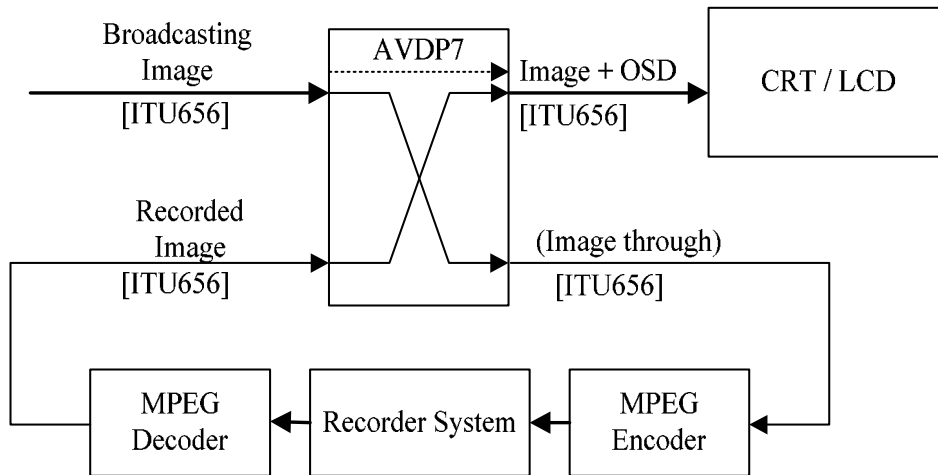 Broadcasting
Image
[ITU656]
AVDP7
Image + OSD
[ITU656]
CRT / LCD
Recorded
Image
[ITU656]
(Image through)
[ITU656]
MPEG
Decoder
Recorder System
MPEG
Encoder